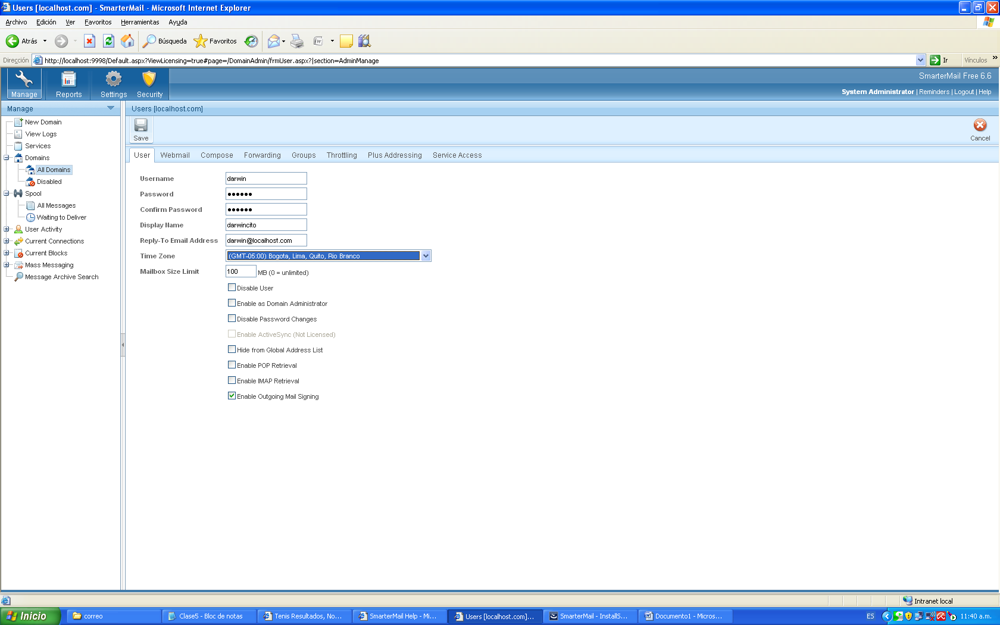 Users [localhost.com] - SmarterMail - Microsoft Internet Explorer
Archivo Edición Ver Favoritos Herramientas Ayuda
Atrás Búsqueda Favoritos
Dirección http://localhost:9998/Default.aspx?ViewLicensing=true#page=/DomainAdmin/frmUser.aspx?|section=AdminManage Ir Vínculos »
SmarterMail Free 6.6
Manage Reports Settings Security
System Administrator | Reminders | Logout | Help
Manage
Users [localhost.com]
New Domain
View Logs
Services
Domains
All Domains
Disabled
Spool
All Messages
Waiting to Deliver
User Activity
Current Connections
Current Blocks
Mass Messaging
Message Archive Search
Save
Cancel
User Webmail Compose Forwarding Groups Throttling Plus Addressing Service Access
Username darwin
Password ●●●●●●
Confirm Password ●●●●●●
Display Name darwincito
Reply-To Email Address darwin@localhost.com
Time Zone (GMT-05:00) Bogota, Lima, Quito, Rio Branco
Mailbox Size Limit 100 MB (0 = unlimited)
Disable User
Enable as Domain Administrator
Disable Password Changes
Enable ActiveSync (Not Licensed)
Hide from Global Address List
Enable POP Retrieval
Enable IMAP Retrieval
Enable Outgoing Mail Signing
Intranet local
Inicio correo Clase5 - Bloc de notas Tenis Resultados, No... SmarterMail Help - Mi... Users [localhost.com]... SmarterMail - InstallS... Documento1 - Micros... ES 11:40 a.m.